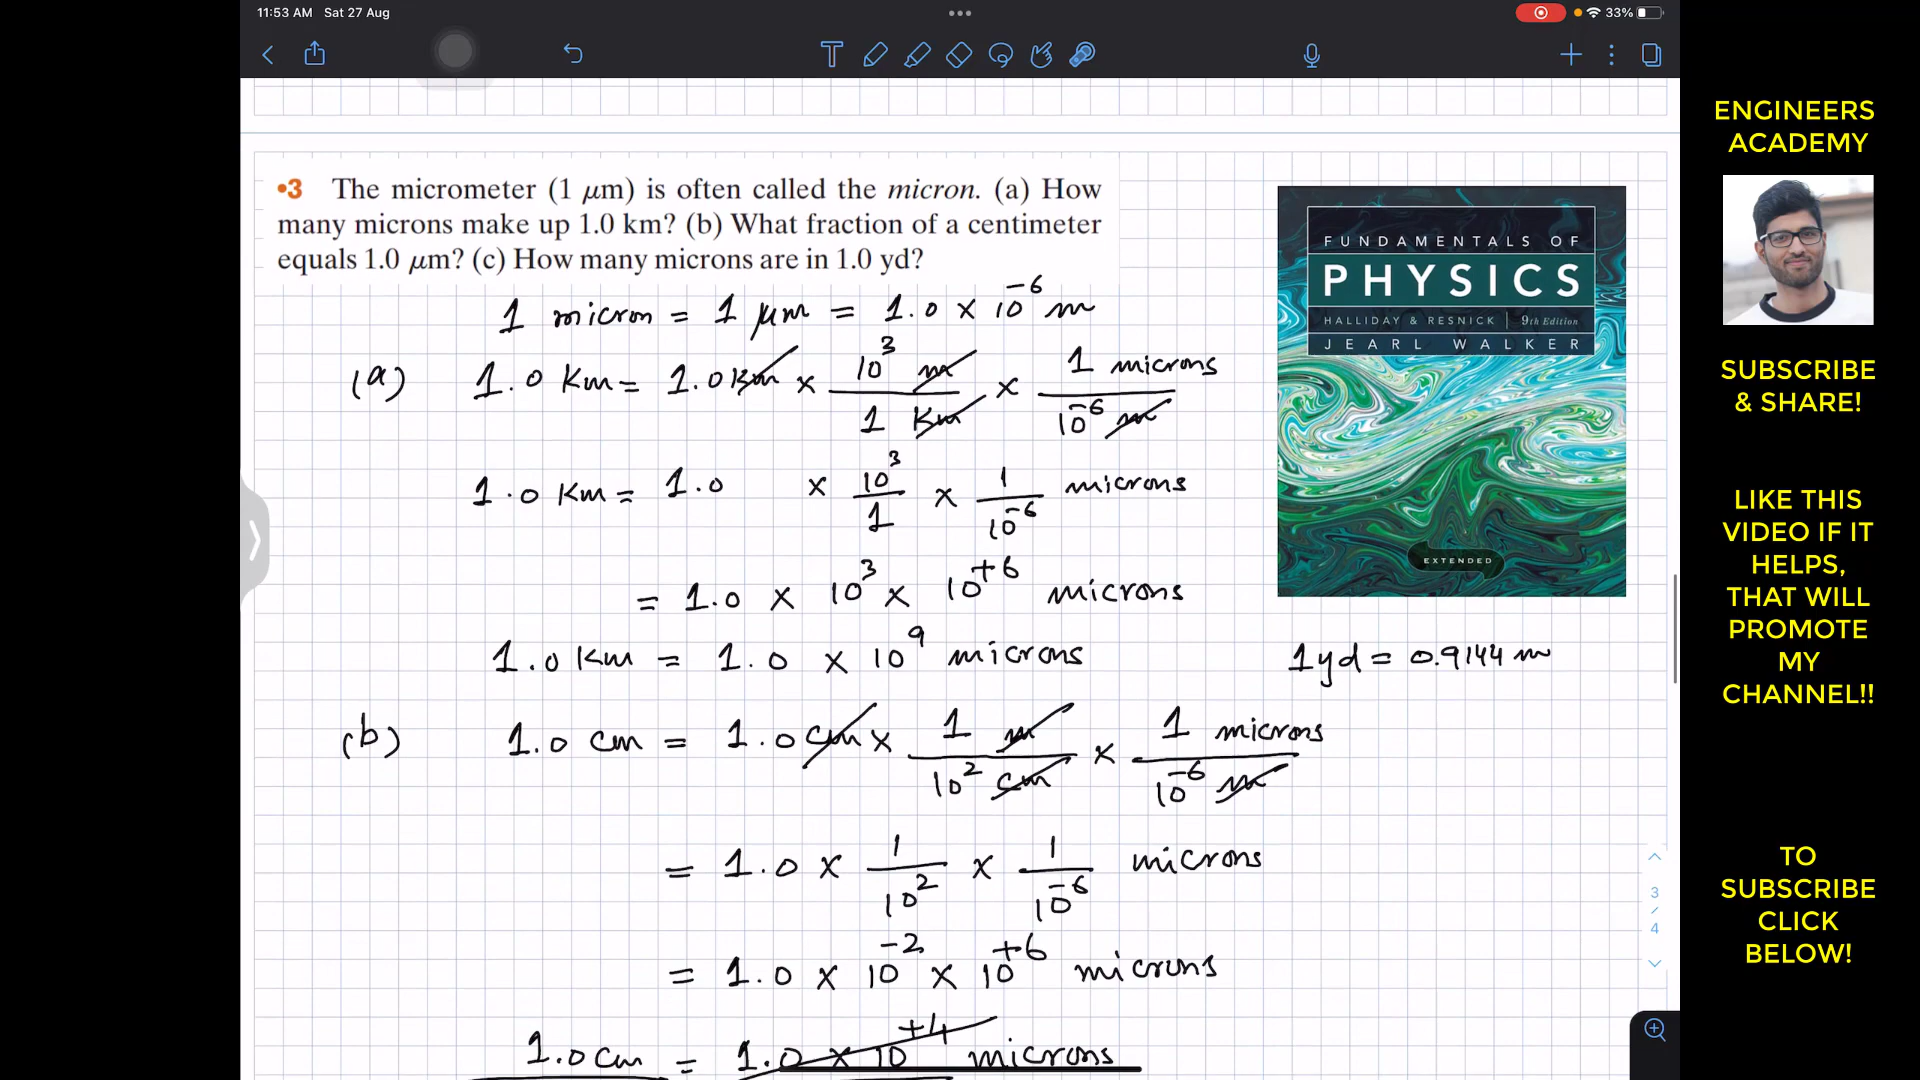 11:53 AM Sat 27 Aug
33%
T
•3 The micrometer (1 μm) is often called the micron. (a) How
many microns make up 1.0 km? (b) What fraction of a centimeter
equals 1.0 μm? (c) How many microns are in 1.0 yd?
1 micron = 1 μm = 1.0 × 10⁻⁶ m
(a) 1.0 Km = 1.0 Km × 10³ m / 1 Km × 1 microns / 10⁻⁶ m
1.0 Km = 1.0 × 10³ / 1 × 1 / 10⁻⁶ microns
= 1.0 × 10³ × 10⁺⁶ microns
1.0 Km = 1.0 × 10⁹ microns
1yd = 0.9144 m
(b) 1.0 cm = 1.0 cm × 1 m / 10² cm × 1 microns / 10⁻⁶ m
= 1.0 × 1 / 10² × 1 / 10⁻⁶ microns
= 1.0 × 10⁻² × 10⁺⁶ microns
1.0 cm = 1.0 × 10⁺⁴ microns
FUNDAMENTALS OF
PHYSICS
HALLIDAY & RESNICK | 9th Edition
JEARL WALKER
EXTENDED
3
/
4
ENGINEERS
ACADEMY
SUBSCRIBE
& SHARE!
LIKE THIS
VIDEO IF IT
HELPS,
THAT WILL
PROMOTE
MY
CHANNEL!!
TO
SUBSCRIBE
CLICK
BELOW!